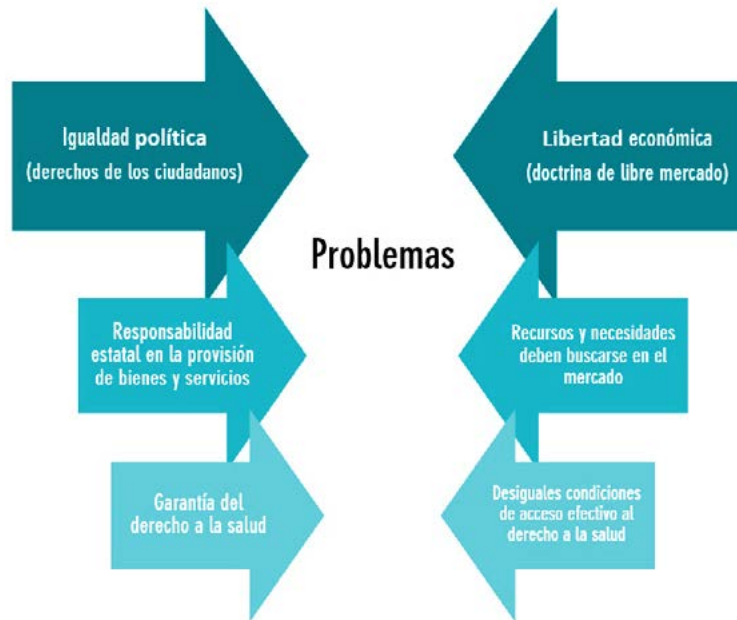 Igualdad política
(derechos de los ciudadanos)
Libertad económica
(doctrina de libre mercado)
Problemas
Responsabilidad
estatal en la provisión
de bienes y servicios
Recursos y necesidades
deben buscarse en el
mercado
Garantía del
derecho a la salud
Desiguales condiciones
de acceso efectivo al
derecho a la salud